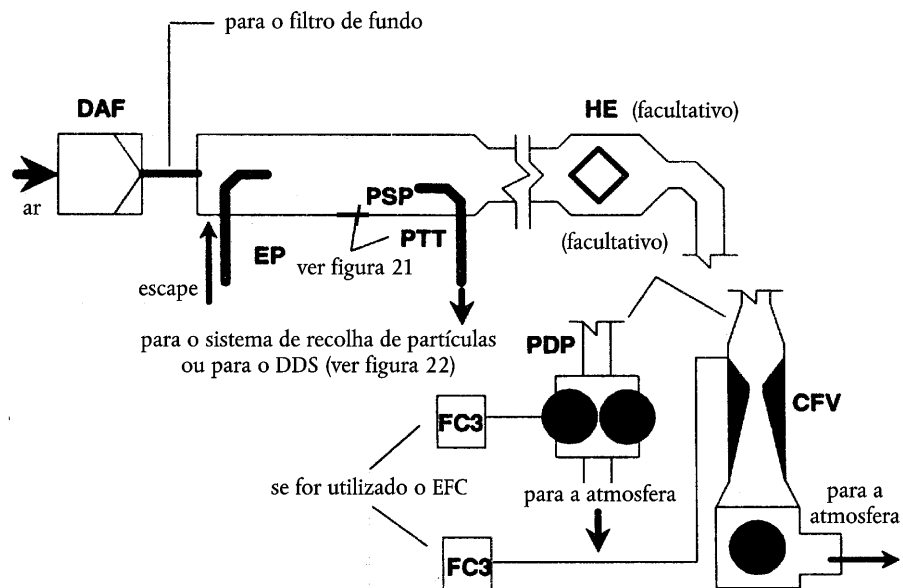 para o filtro de fundo
DAF
HE (facultativo)
ar
PSP
EP
PTT
(facultativo)
ver figura 21
escape
para o sistema de recolha de partículas
ou para o DDS (ver figura 22)
PDP
CFV
FC3
se for utilizado o EFC
para a atmosfera
para a
atmosfera
FC3